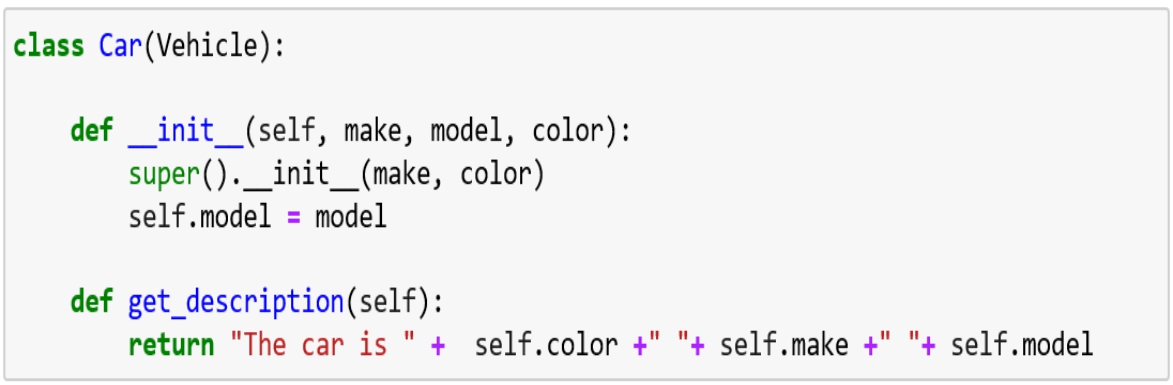 class Car(Vehicle):
    def __init__(self, make, model, color):
        super().__init__(make, color)
        self.model = model
    def get_description(self):
        return "The car is " +  self.color +" "+ self.make +" "+ self.model